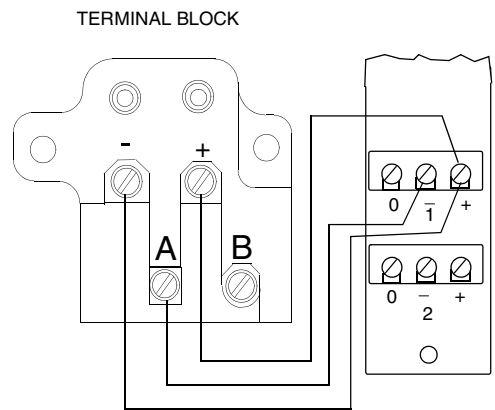 TERMINAL BLOCK
- +
A B
0 – +
1
0 – +
2